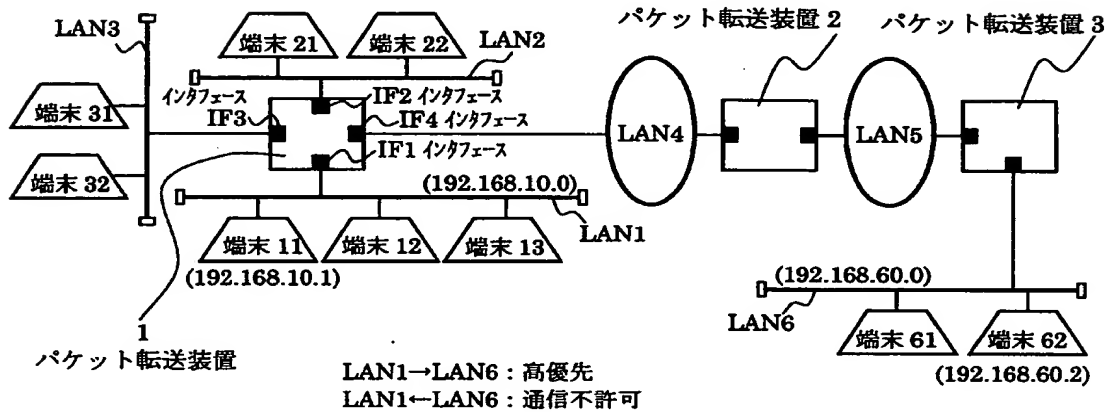 LAN3
端末 21
端末 22
LAN2
パケット転送装置 2
パケット転送装置 3
インタフェース
IF3
IF2 インタフェース
IF4 インタフェース
IF1 インタフェース
端末 31
端末 32
LAN4
LAN5
(192.168.10.0)
LAN1
端末 11
端末 12
端末 13
(192.168.10.1)
(192.168.60.0)
LAN6
端末 61
端末 62
(192.168.60.2)
1
パケット転送装置
LAN1→LAN6 : 高優先
LAN1←LAN6 : 通信不許可